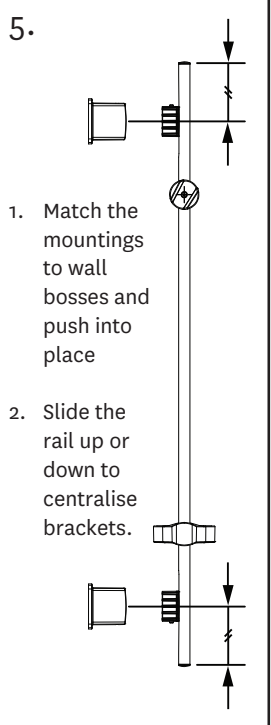 5.
1. Match the
mountings
to wall
bosses and
push into
place
2. Slide the
rail up or
down to
centralise
brackets.